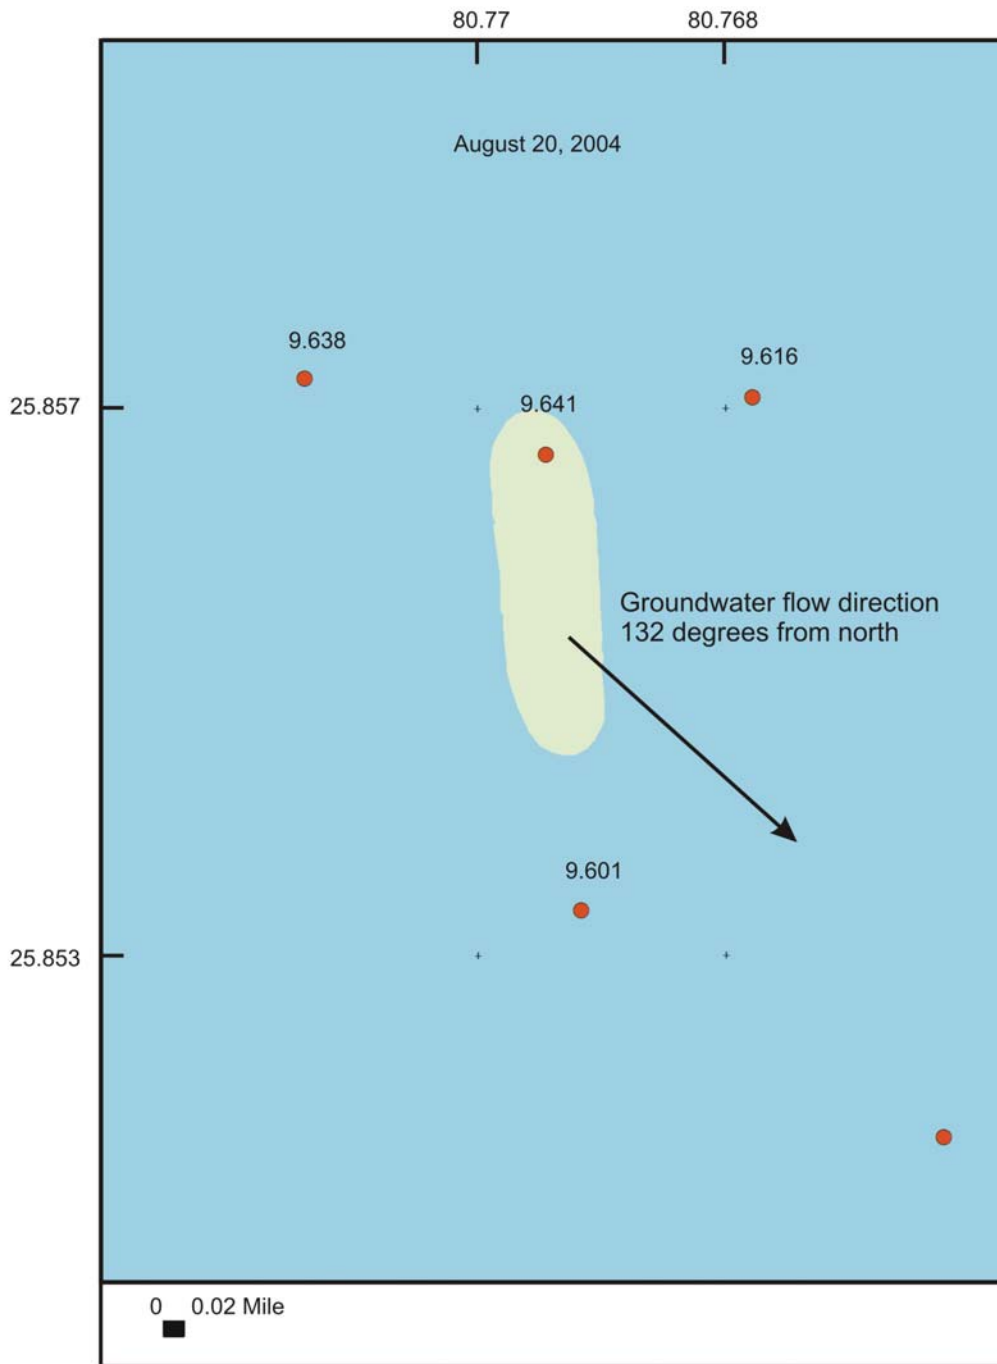 80.77
80.768
August 20, 2004
9.638
9.616
25.857
9.641
Groundwater flow direction
132 degrees from north
9.601
25.853
0 0.02 Mile